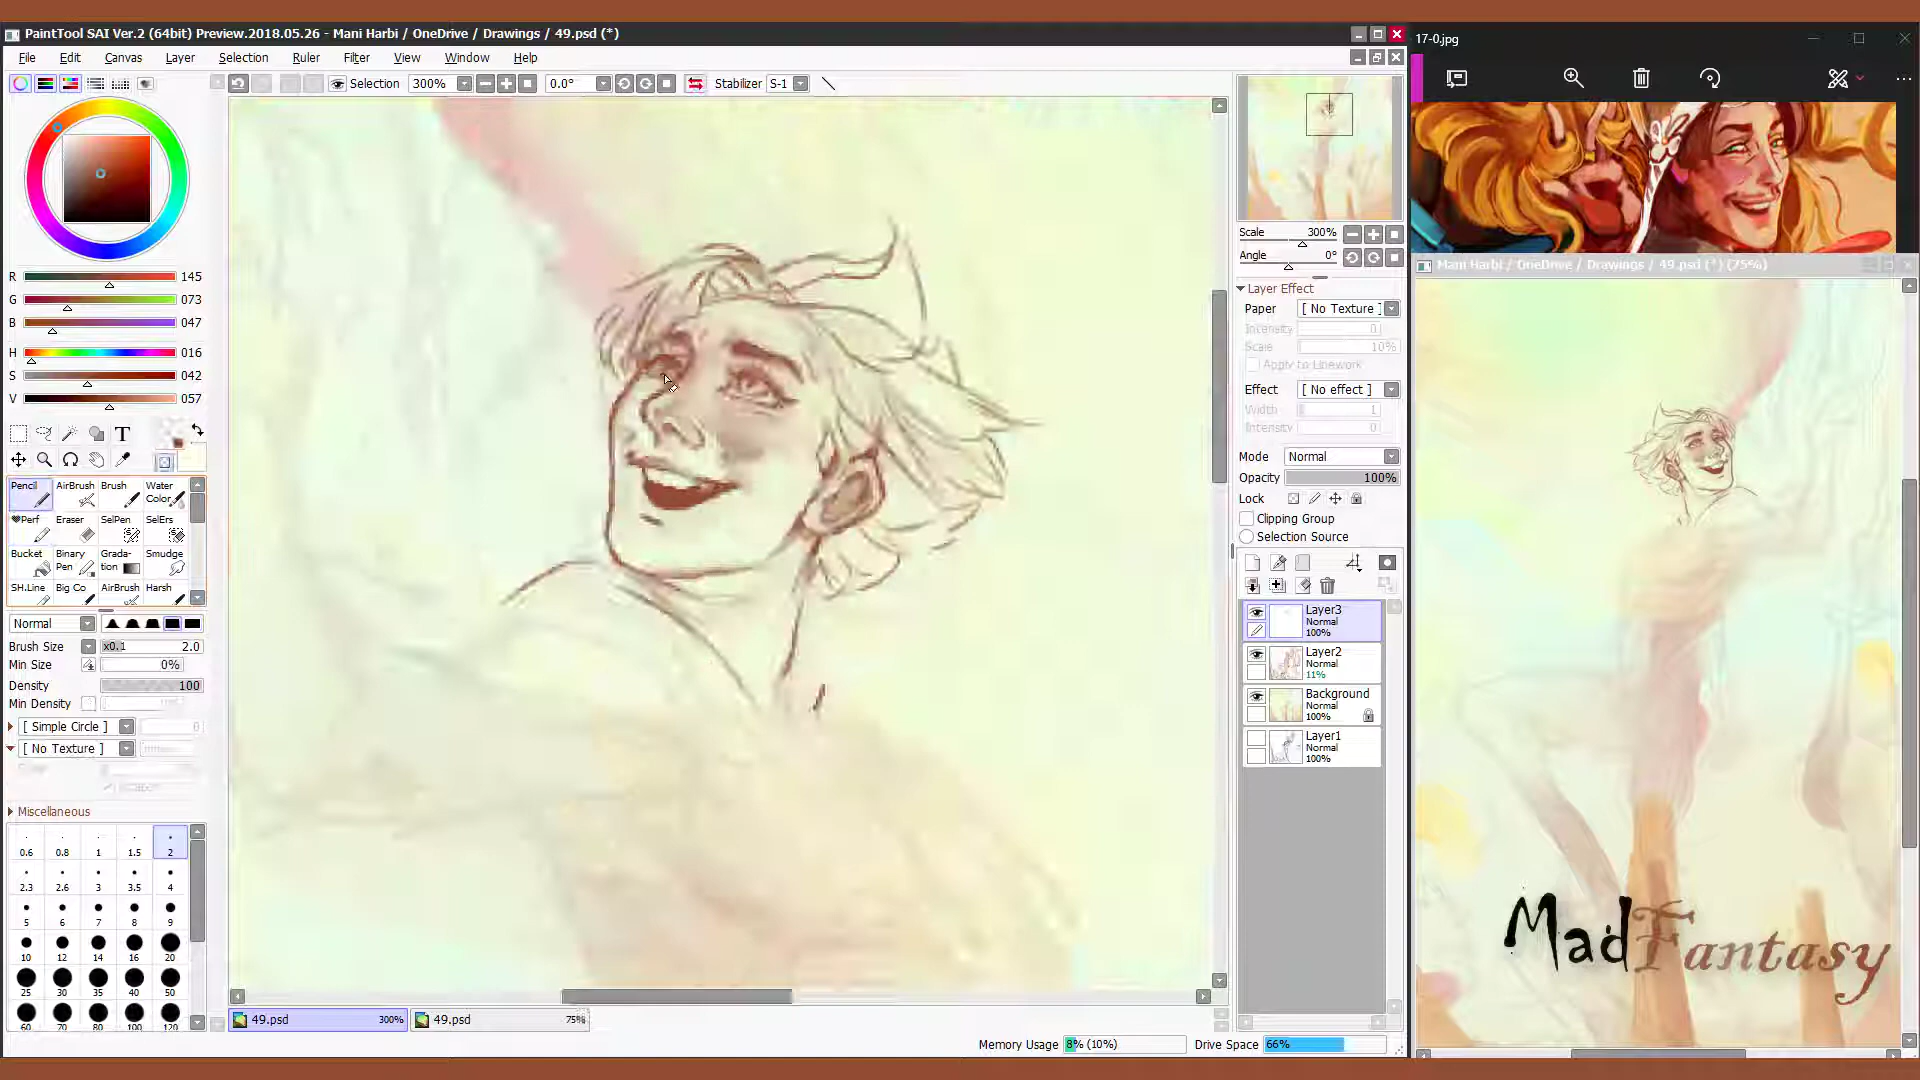 PaintTool SAI Ver.2 (64bit) Preview.2018.05.26 - Mani Harbi / OneDrive / Drawings / 49.psd (*)
17-0.jpg
File Edit Canvas Layer Selection Ruler Filter View Window Help
Selection 300% 0.0° Stabilizer S-1
Scale 300%
Angle 0°
Mani Harbi / OneDrive / Drawings / 49.psd (*) (75%)
R 145
G 073
B 047
H 016
S 042
V 057
Layer Effect
Paper [ No Texture ]
Intensity 0
Scale 10%
Apply to Linework
Effect [ No effect ]
Width 1
Intensity 0
Mode Normal
Opacity 100%
Lock
Clipping Group
Selection Source
T
Pencil AirBrush Brush Water Color
Perf Eraser SelPen SelErs
Bucket Binary Pen Grada-tion Smudge
SH.Line Big Co AirBrush Harsh
Normal
Brush Size x0.1 2.0
Min Size 0%
Density 100
Min Density
[ Simple Circle ] 0
[ No Texture ]
Miscellaneous
0.6 0.8 1 1.5 2
2.3 2.6 3 3.5 4
5 6 7 8 9
10 12 14 16 20
25 30 35 40 50
60 70 80 100 120
Layer3
Normal
100%
Layer2
Normal
11%
Background
Normal
100%
Layer1
Normal
100%
49.psd 300% 49.psd 75%
Memory Usage 8% (10%) Drive Space 66%
MadFantasy